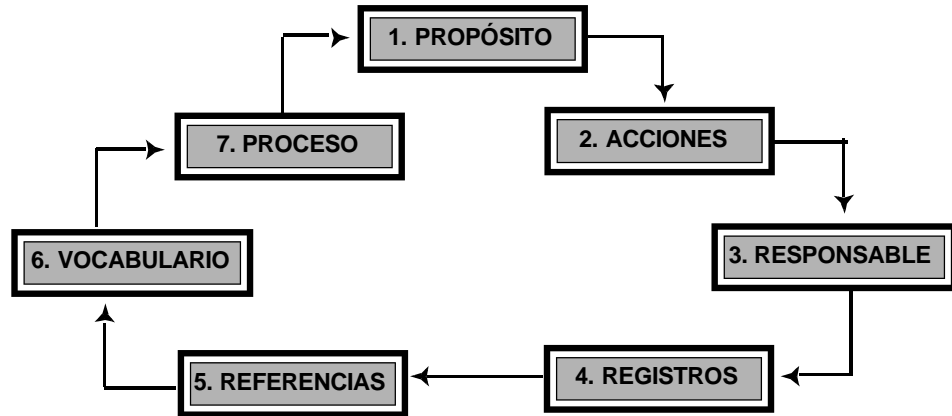 1. PROPÓSITO
2. ACCIONES
3. RESPONSABLE
4. REGISTROS
5. REFERENCIAS
6. VOCABULARIO
7. PROCESO